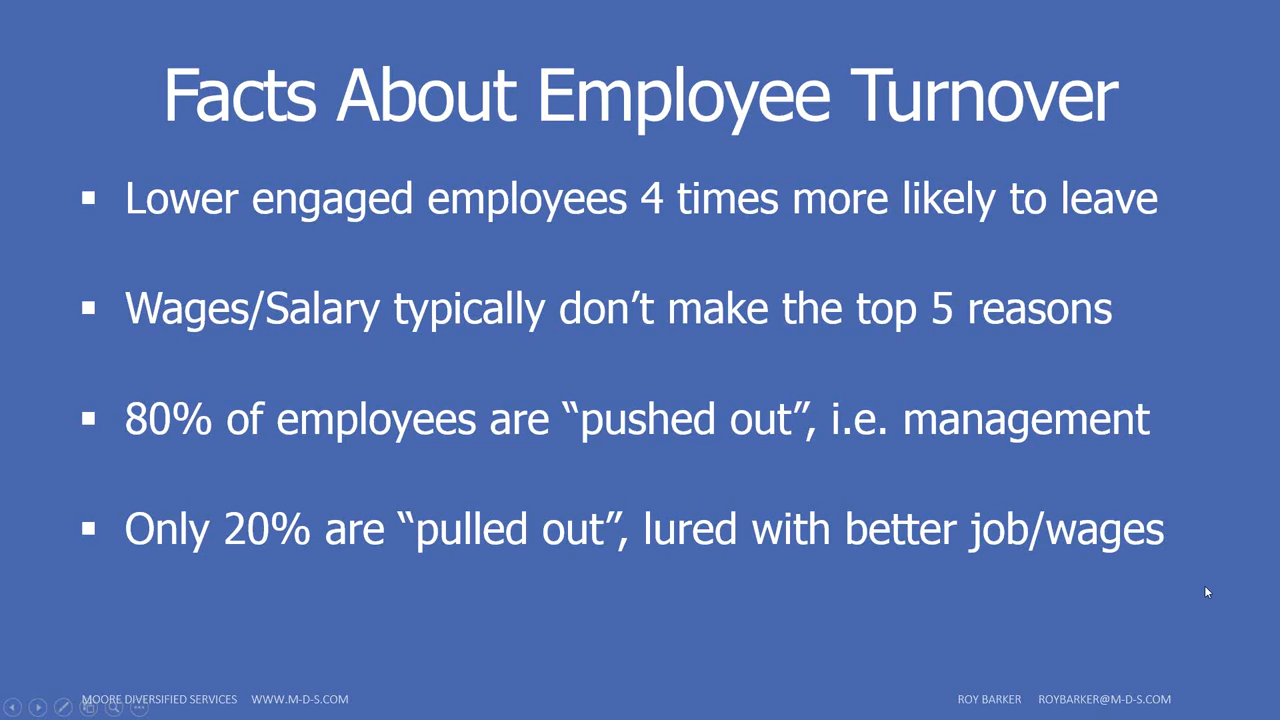 Facts About Employee Turnover
▪ Lower engaged employees 4 times more likely to leave
▪ Wages/Salary typically don’t make the top 5 reasons
▪ 80% of employees are “pushed out”, i.e. management
▪ Only 20% are “pulled out”, lured with better job/wages
MOORE DIVERSIFIED SERVICES WWW.M-D-S.COM ROY BARKER ROYBARKER@M-D-S.COM